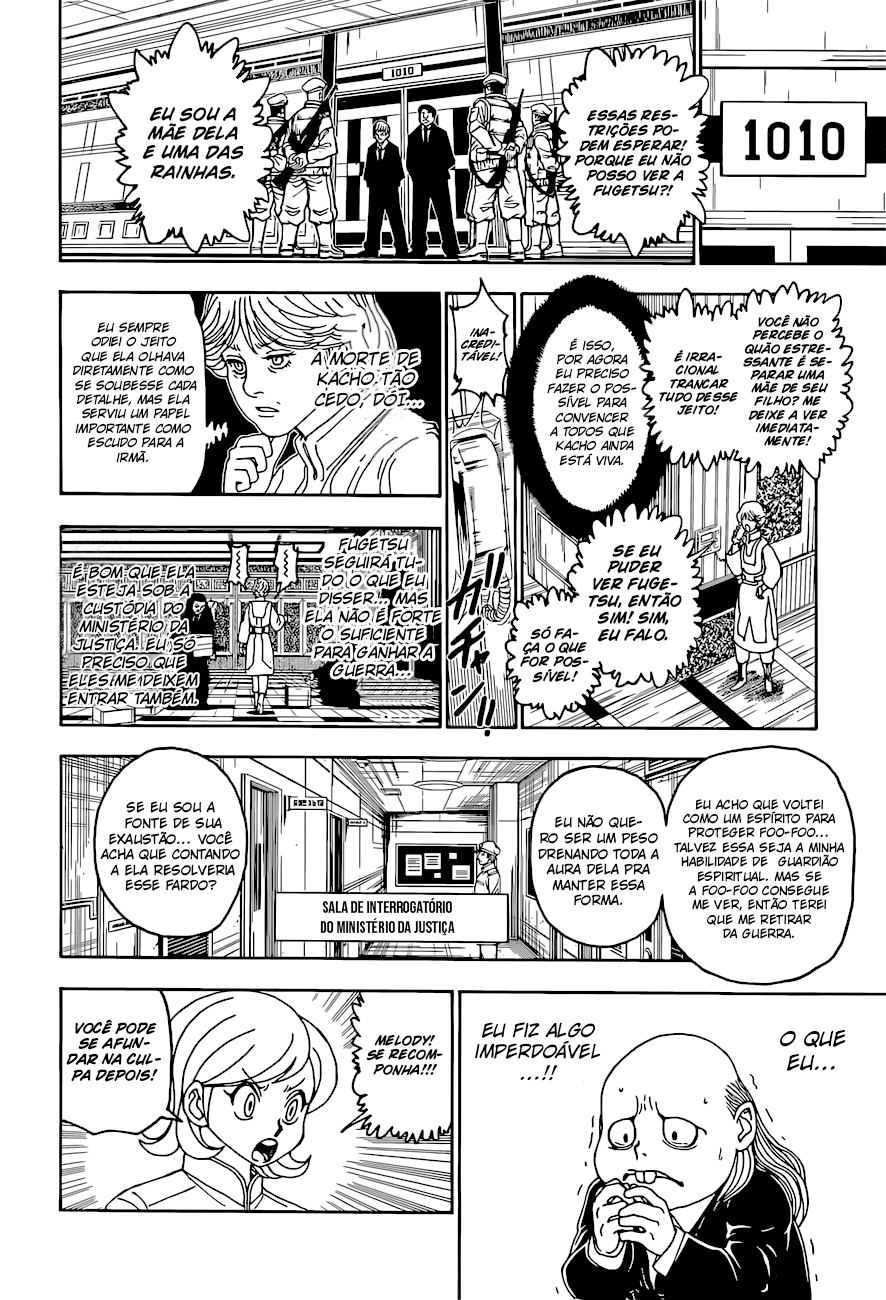 1010
ESSAS RES-
TRIÇÕES PO-
DEM ESPERAR!
PORQUE EU NÃO
POSSO VER A
FUGETSU?!
1010
EU SOU A
MÃE DELA
E UMA DAS
RAINHAS.
VOCÊ NÃO
PERCEBE O
QUÃO ESTRE-
SSANTE É SE-
PARAR UMA
MÃE DE SEU
FILHO? ME
DEIXE A VER
IMEDIATA-
MENTE!
É IRRA-
CIONAL
TRANCAR
TUDO DESSE
JEITO!
É ISSO,
POR AGORA
EU PRECISO
FAZER O POS-
SÍVEL PARA
CONVENCER
A TODOS QUE
KACHO AINDA
ESTÁ VIVA.
SE EU
PUDER
VER FUGE-
TSU, ENTÃO
SIM! SIM,
EU FALO.
SÓ FA-
ÇA O QUE
FOR POS-
SÍVEL!
INA-
CREDI-
TÁVEL!
ガチャン!!
A MORTE DE
KACHO TÃO
CEDO, DÓI...
EU SEMPRE
ODIEI O JEITO
QUE ELA OLHAVA
DIRETAMENTE COMO
SE SOUBESSE CADA
DETALHE, MAS ELA
SERVIU UM PAPEL
IMPORTANTE COMO
ESCUDO PARA A
IRMÃ.
FUGETSU
SEGUIRÁ TU-
DO O QUE EU
DISSER... MAS
ELA NÃO É FORTE
O SUFICIENTE
PARA GANHAR A
GUERRA...
É BOM QUE ELA
ESTEJA SOB A
CUSTÓDIA DO
MINISTÉRIO DA
JUSTIÇA. EU SÓ
PRECISO QUE
ELES ME DEIXEM
ENTRAR TAMBÉM.
EU ACHO QUE VOLTEI
COMO UM ESPÍRITO PARA
PROTEGER FOO-FOO...
TALVEZ ESSA SEJA A MINHA
HABILIDADE DE GUARDIÃO
ESPIRITUAL. MAS SE
A FOO-FOO CONSEGUE
ME VER, ENTÃO TEREI
QUE ME RETIRAR
DA GUERRA.
EU NÃO QUE-
RO SER UM PESO
DRENANDO TODA A
AURA DELA PRA
MANTER ESSA
FORMA.
SALA DE INTERROGATÓRIO
DO MINISTÉRIO DA JUSTIÇA
SE EU SOU A
FONTE DE SUA
EXAUSTÃO... VOCÊ
ACHA QUE CONTANDO
A ELA RESOLVERIA
ESSE FARDO?
O QUE
EU...
EU FIZ ALGO
IMPERDOÁVEL
...!!
MELODY!
SE RECOM-
PONHA!!!
VOCÊ PODE
SE AFUN-
DAR NA CUL-
PA DEPOIS!